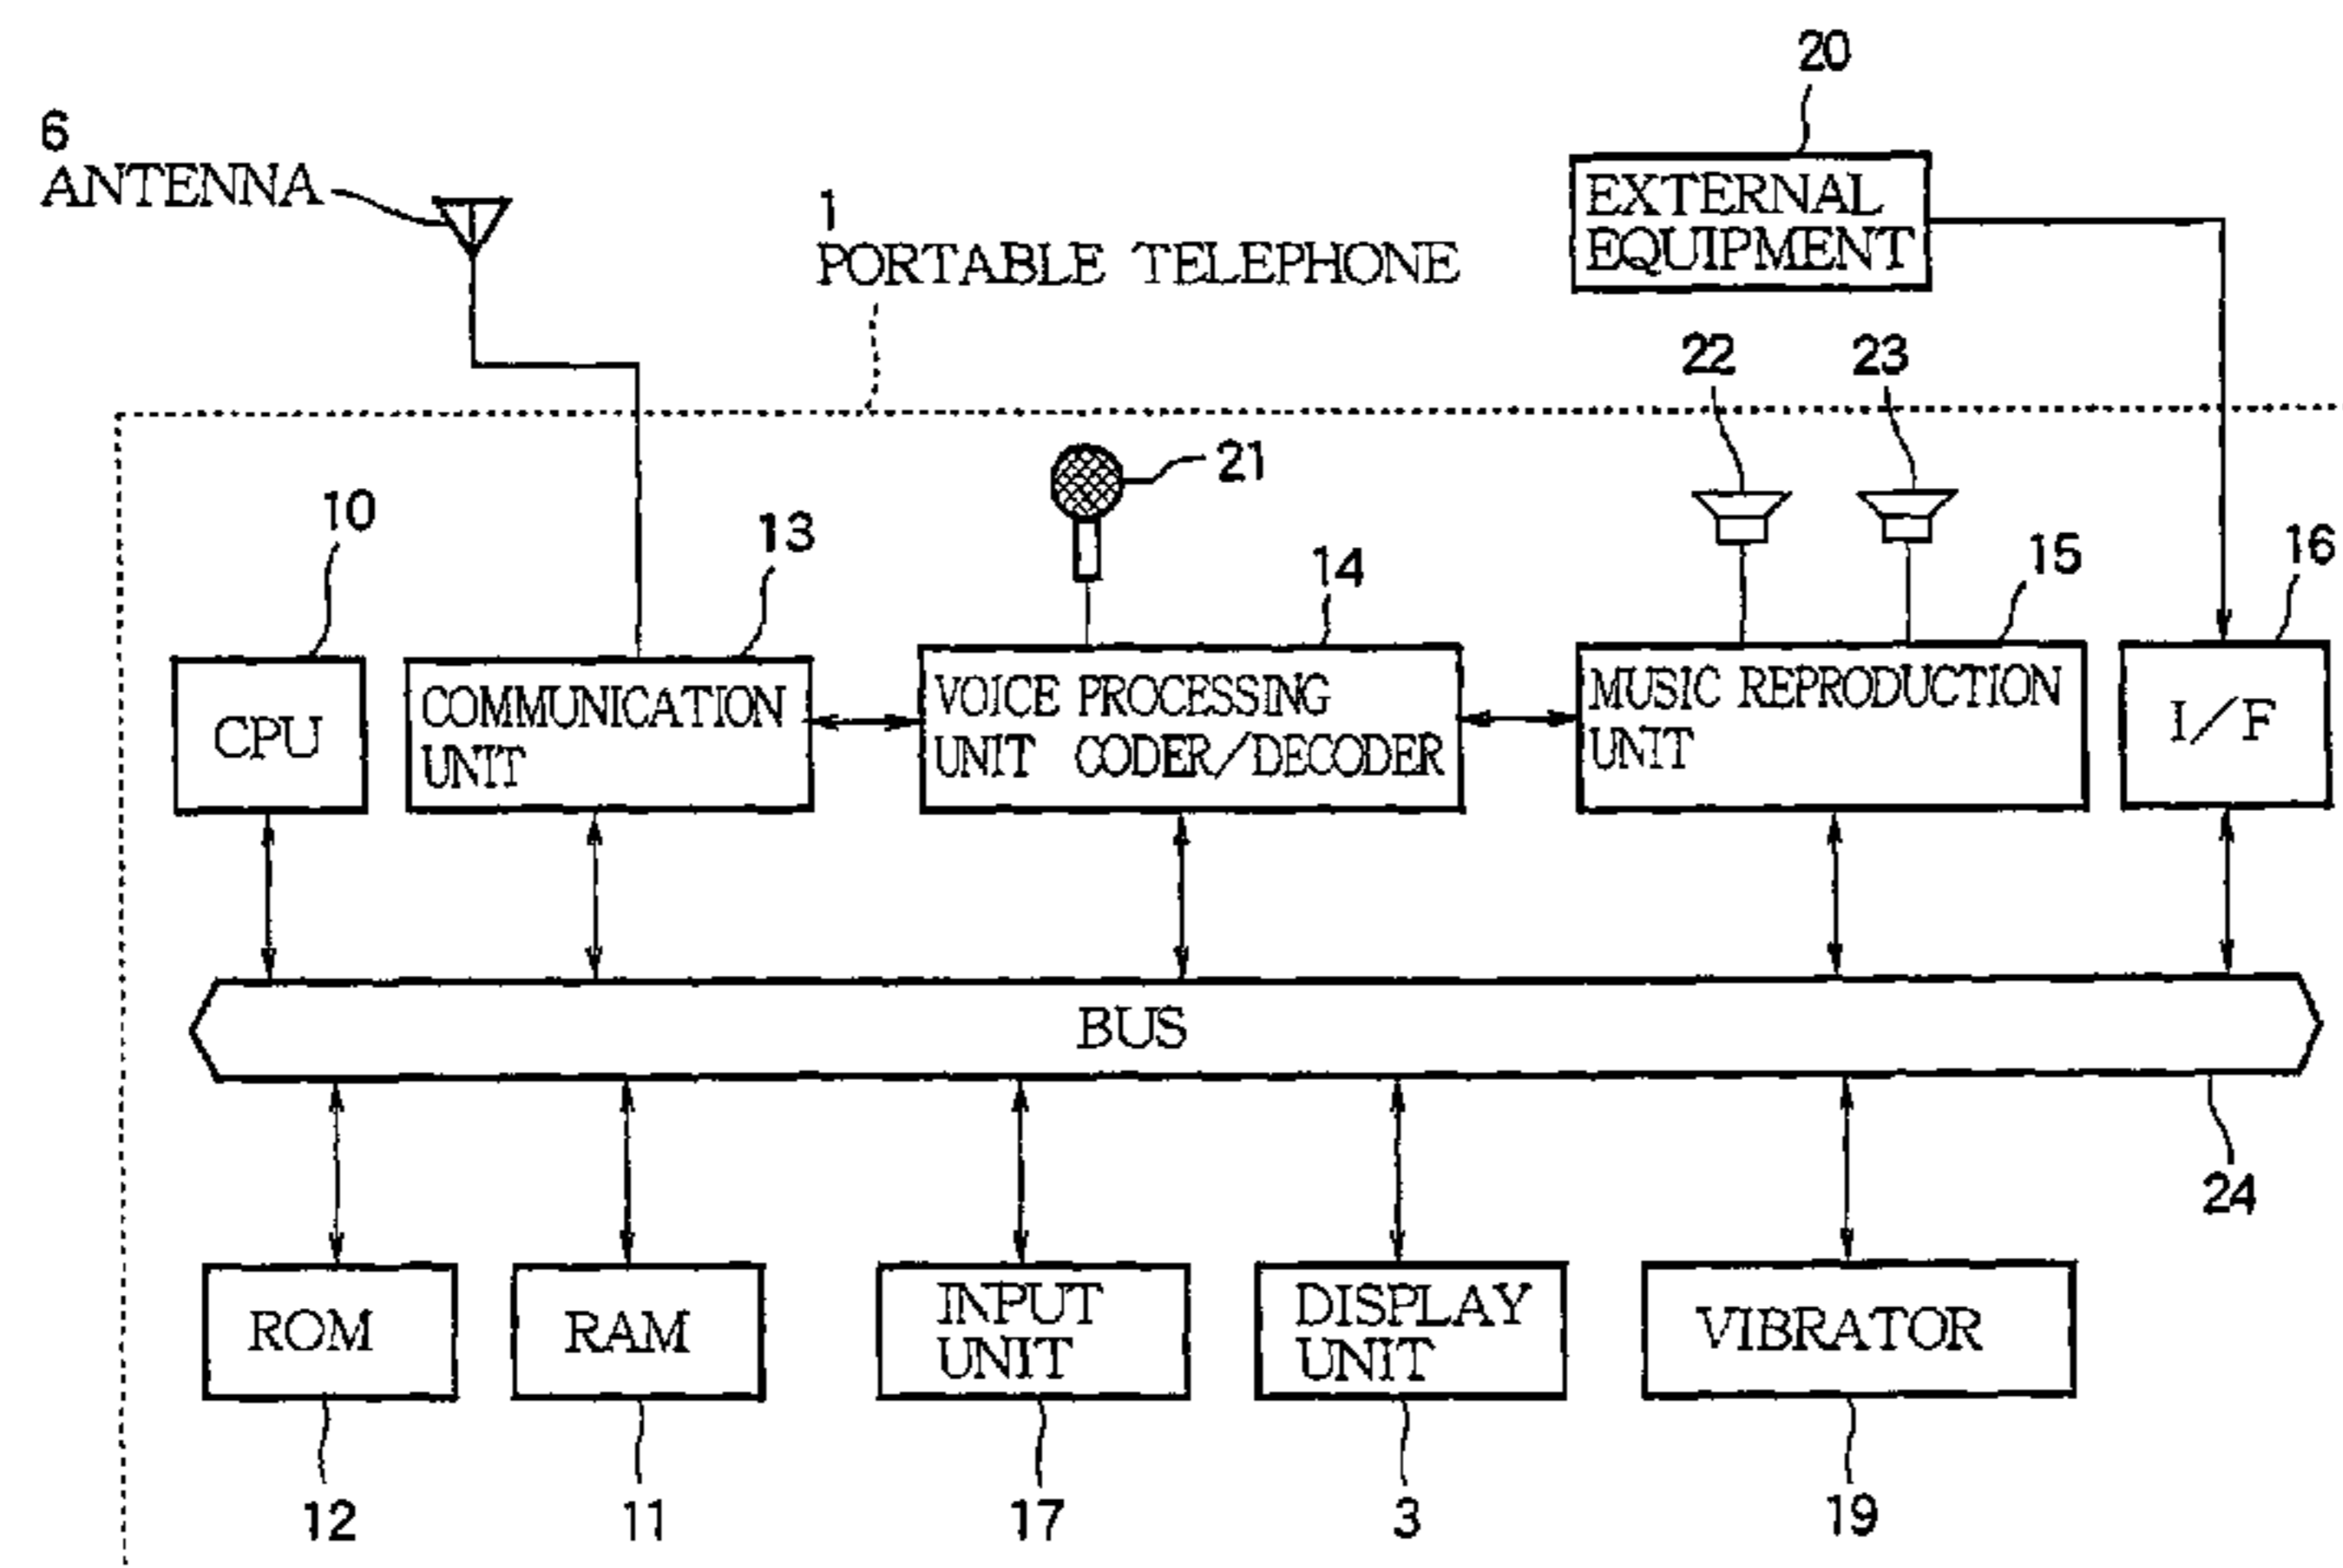 20
6
ANTENNA
1
PORTABLE TELEPHONE
EXTERNAL
EQUIPMENT
22
23
21
10
13
14
15
16
CPU
COMMUNICATION
UNIT
VOICE PROCESSING
UNIT CODER/DECODER
MUSIC REPRODUCTION
UNIT
I/F
BUS
24
ROM
RAM
INPUT
UNIT
DISPLAY
UNIT
VIBRATOR
12
11
17
3
19